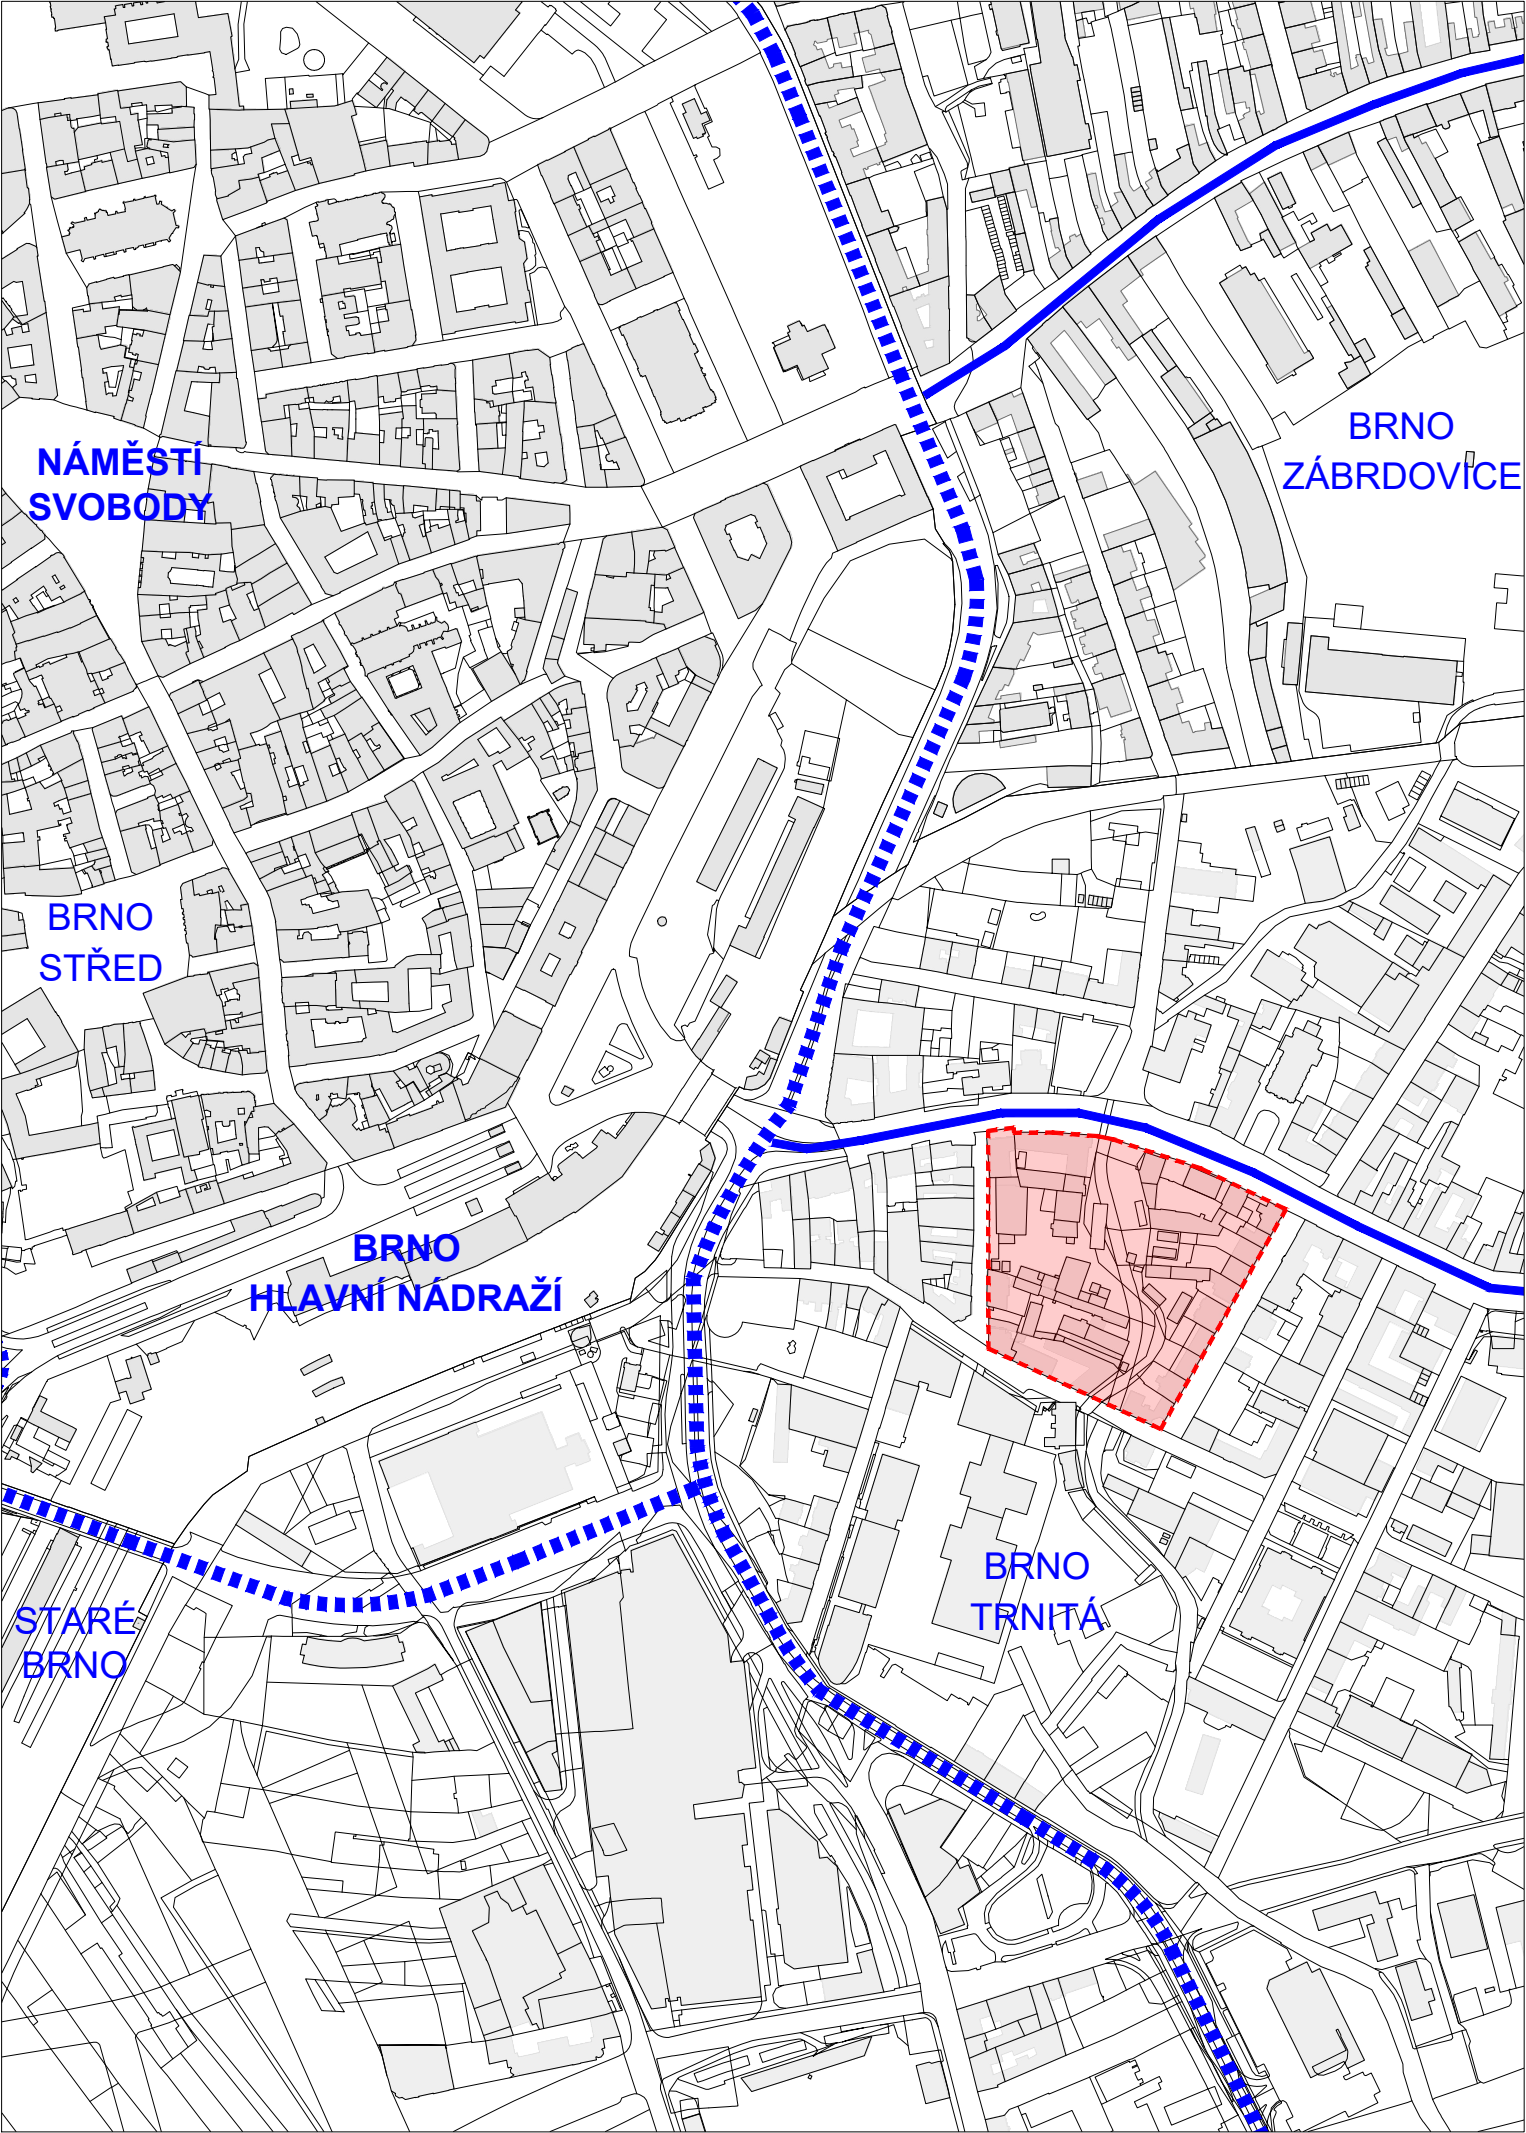 BRNO
ZÁBRDOVICE
NÁMĚSTÍ
SVOBODY
BRNO
STŘED
BRNO
HLAVNÍ NÁDRAŽÍ
BRNO
TRNITÁ
STARÉ
BRNO